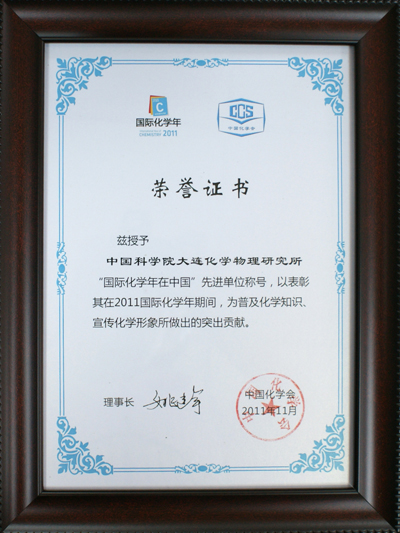 国际化学年
CHEMISTRY 2011
CCS
中国化学会
荣誉证书
兹授予
中国科学院大连化学物理研究所
“国际化学年在中国”先进单位称号，以表彰
其在2011国际化学年期间，为普及化学知识、
宣传化学形象所做出的突出贡献。
理事长
中国化学会
2011年11月